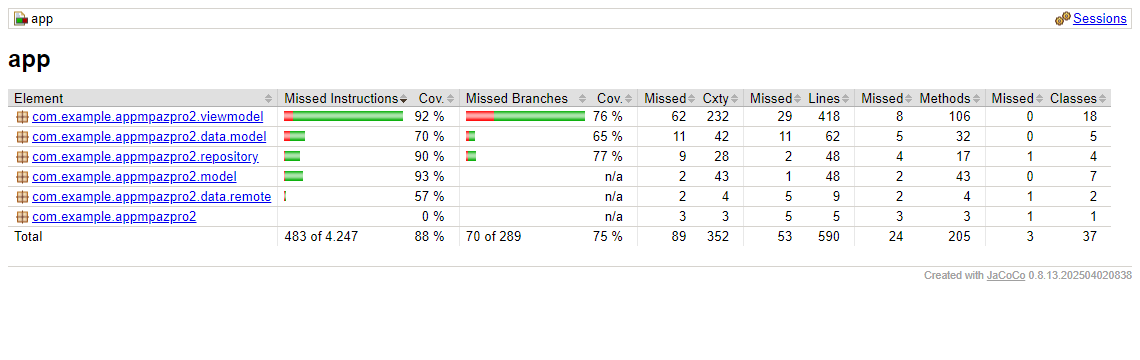 app Sessions
app
Element Missed Instructions Cov. Missed Branches Cov. Missed Cxty Missed Lines Missed Methods Missed Classes
com.example.appmpazpro2.viewmodel 92 % 76 % 62 232 29 418 8 106 0 18
com.example.appmpazpro2.data.model 70 % 65 % 11 42 11 62 5 32 0 5
com.example.appmpazpro2.repository 90 % 77 % 9 28 2 48 4 17 1 4
com.example.appmpazpro2.model 93 % n/a 2 43 1 48 2 43 0 7
com.example.appmpazpro2.data.remote 57 % n/a 2 4 5 9 2 4 1 2
com.example.appmpazpro2 0 % n/a 3 3 5 5 3 3 1 1
Total 483 of 4.247 88 % 70 of 289 75 % 89 352 53 590 24 205 3 37
Created with JaCoCo 0.8.13.202504020838